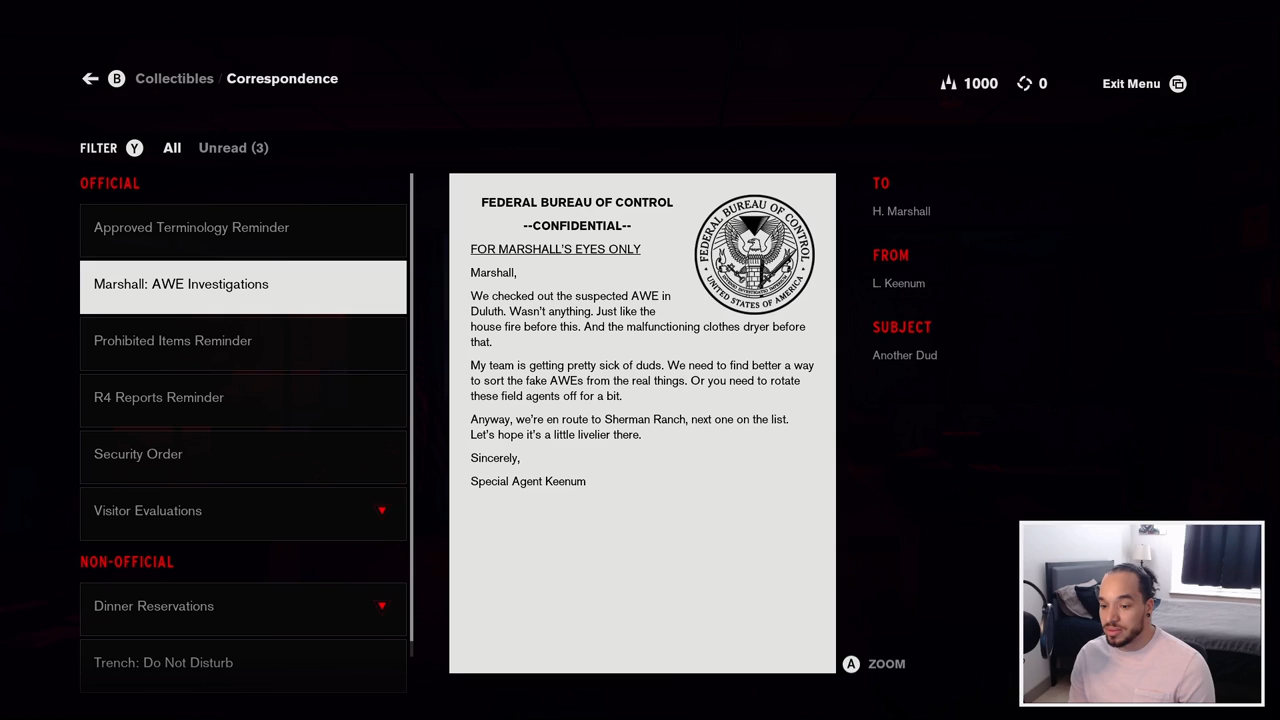 B Collectibles / Correspondence
1000
0
Exit Menu
FILTER Y All Unread (3)
OFFICIAL
Approved Terminology Reminder
Marshall: AWE Investigations
Prohibited Items Reminder
R4 Reports Reminder
Security Order
Visitor Evaluations
NON-OFFICIAL
Dinner Reservations
Trench: Do Not Disturb
FEDERAL BUREAU OF CONTROL
--CONFIDENTIAL--
FOR MARSHALL'S EYES ONLY
Marshall,
We checked out the suspected AWE in
Duluth. Wasn't anything. Just like the
house fire before this. And the malfunctioning clothes dryer before
that.
My team is getting pretty sick of duds. We need to find better a way
to sort the fake AWEs from the real things. Or you need to rotate
these field agents off for a bit.
Anyway, we're en route to Sherman Ranch, next one on the list.
Let's hope it's a little livelier there.
Sincerely,
Special Agent Keenum
FEDERAL BUREAU OF CONTROL
UNITED STATES OF AMERICA
TO
H. Marshall
FROM
L. Keenum
SUBJECT
Another Dud
A ZOOM